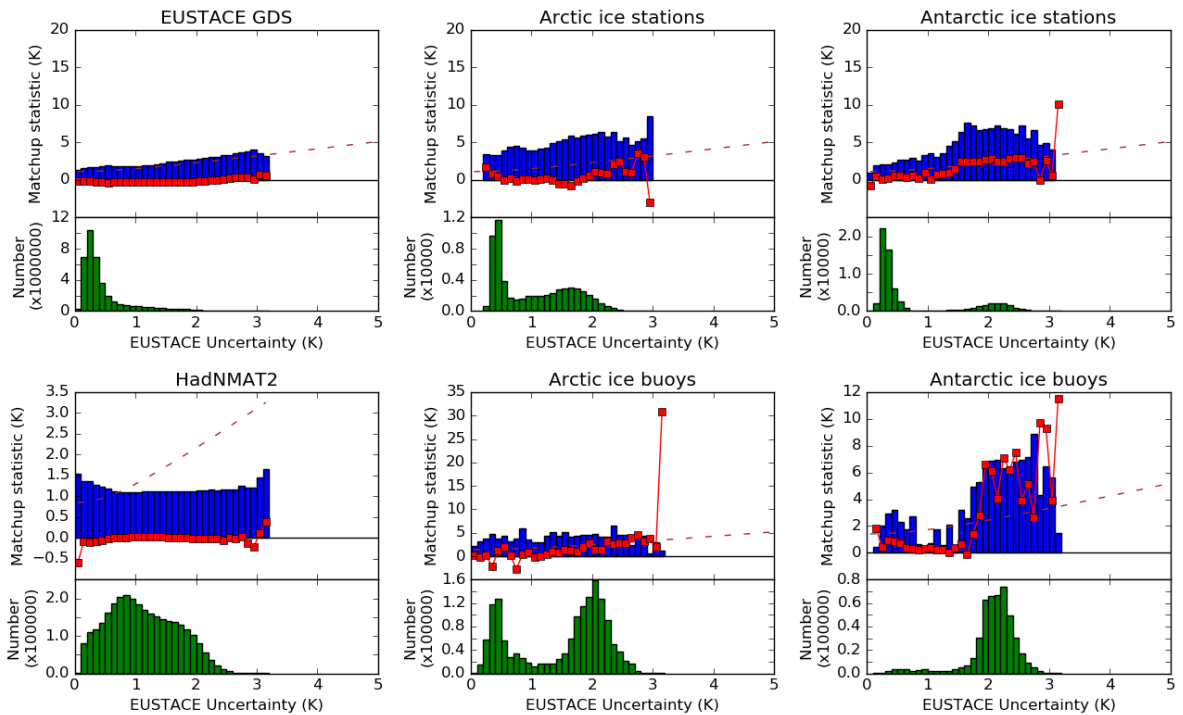 EUSTACE GDS
Matchup statistic (K)
20
15
10
5
0
Number
(x1000000)
12
8
4
0
0 1 2 3 4 5
EUSTACE Uncertainty (K)
Arctic ice stations
Matchup statistic (K)
20
15
10
5
0
Number
(x10000)
1.2
0.8
0.4
0.0
0 1 2 3 4 5
EUSTACE Uncertainty (K)
Antarctic ice stations
Matchup statistic (K)
20
15
10
5
0
Number
(x10000)
2.0
1.0
0.0
0 1 2 3 4 5
EUSTACE Uncertainty (K)
HadNMAT2
Matchup statistic (K)
3.5
3.0
2.5
2.0
1.5
1.0
0.5
0.0
−0.5
Number
(x100000)
2.0
1.0
0.0
0 1 2 3 4 5
EUSTACE Uncertainty (K)
Arctic ice buoys
Matchup statistic (K)
35
30
25
20
15
10
5
0
Number
(x100000)
1.6
1.2
0.8
0.4
0.0
0 1 2 3 4 5
EUSTACE Uncertainty (K)
Antarctic ice buoys
Matchup statistic (K)
12
10
8
6
4
2
0
Number
(x100000)
0.8
0.6
0.4
0.2
0.0
0 1 2 3 4 5
EUSTACE Uncertainty (K)